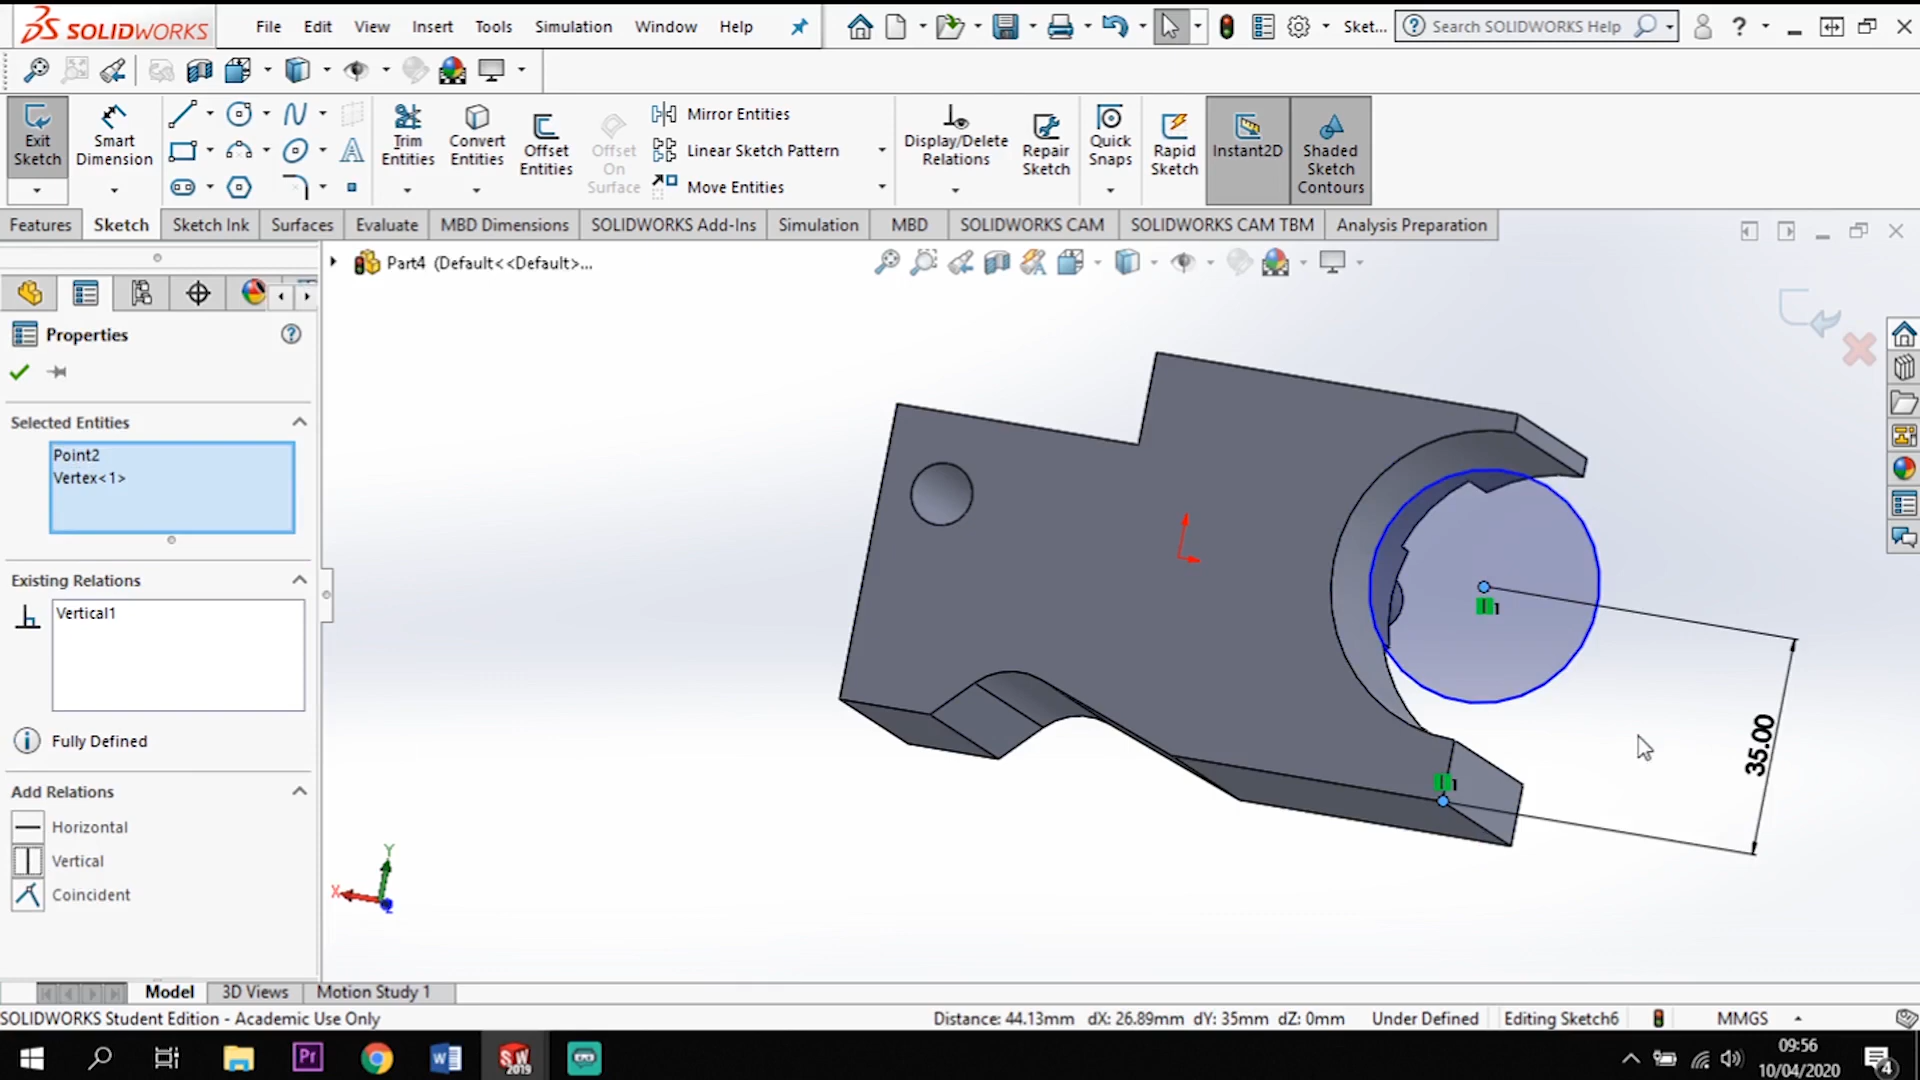 SOLIDWORKS
File Edit View Insert Tools Simulation Window Help
Sket...
Search SOLIDWORKS Help
Exit Sketch
Smart Dimension
Trim Entities
Convert Entities
Offset Entities
Offset On Surface
Mirror Entities
Linear Sketch Pattern
Move Entities
Display/Delete Relations
Repair Sketch
Quick Snaps
Rapid Sketch
Instant2D
Shaded Sketch Contours
Features Sketch Sketch Ink Surfaces Evaluate MBD Dimensions SOLIDWORKS Add-Ins Simulation MBD SOLIDWORKS CAM SOLIDWORKS CAM TBM Analysis Preparation
Part4 (Default<<Default>...
Properties
Selected Entities
Point2
Vertex<1>
Existing Relations
Vertical1
Fully Defined
Add Relations
Horizontal
Vertical
Coincident
1
1
35.00
Y
X
Z
Model 3D Views Motion Study 1
SOLIDWORKS Student Edition - Academic Use Only
Distance: 44.13mm dX: 26.89mm dY: 35mm dZ: 0mm Under Defined Editing Sketch6 MMGS
Pr
SW 2019
09:56
10/04/2020
4